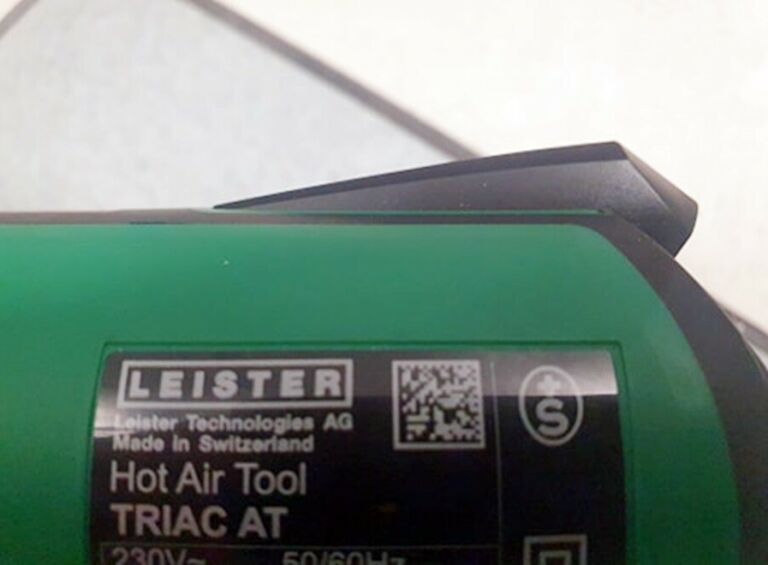 LEISTER
Leister Technologies AG
Made in Switzerland
Hot Air Tool
TRIAC AT
230V~ 50/60Hz
+
S